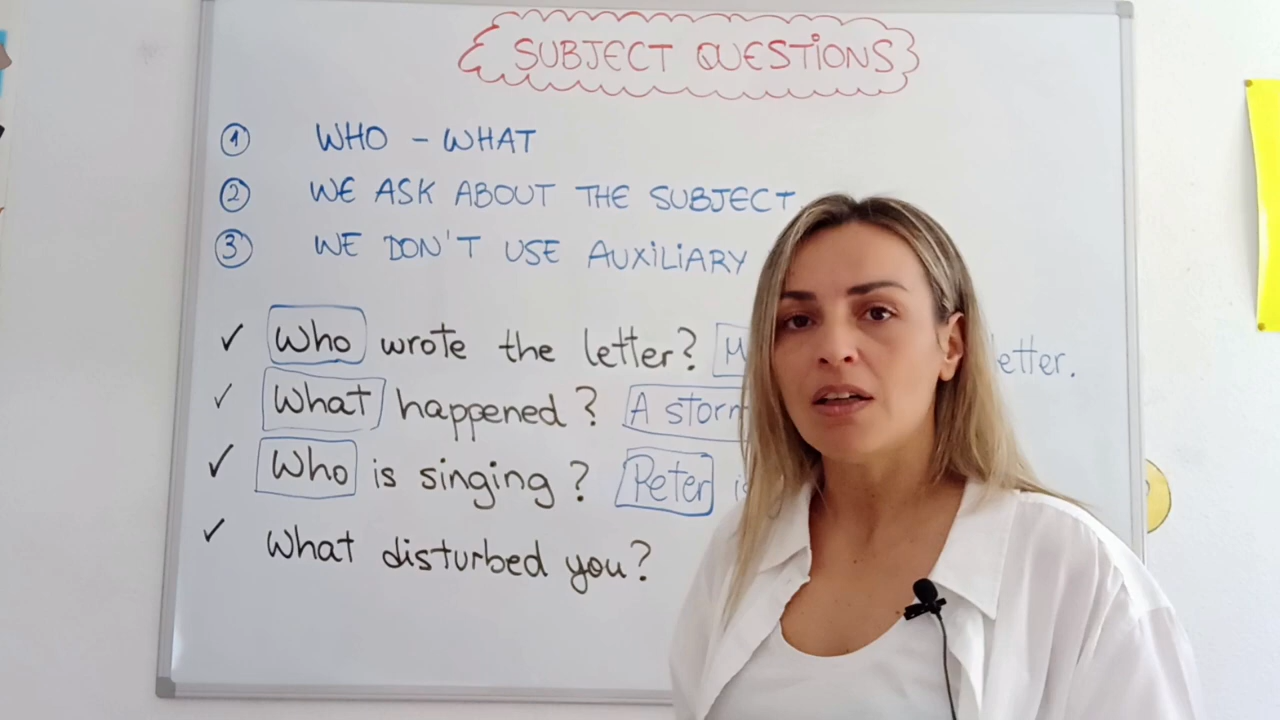 SUBJECT QUESTIONS
1 WHO - WHAT
2 WE ASK ABOUT THE SUBJECT.
3 WE DON'T USE AUXILIARY
✓ Who wrote the letter? letter.
✓ What happened? A storm
✓ Who is singing? Peter
✓ What disturbed you?